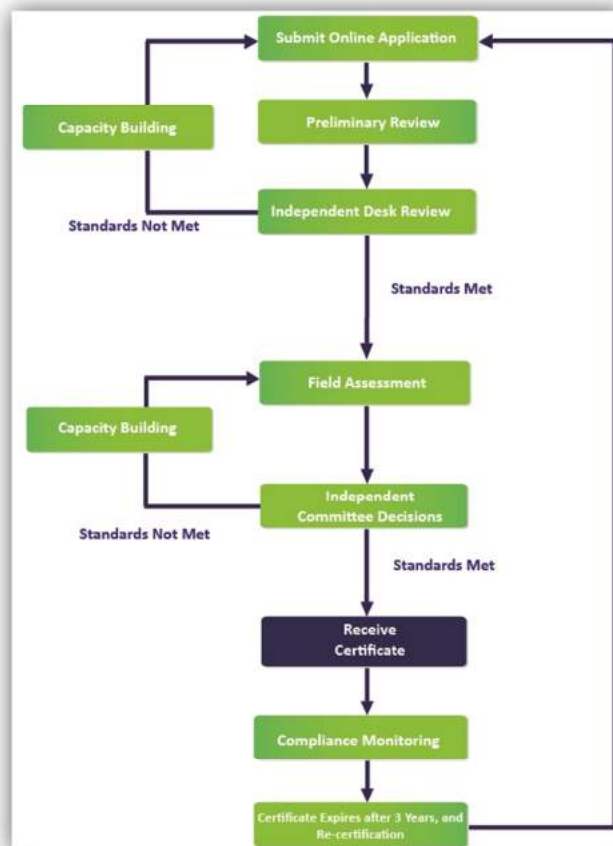 Submit Online Application
Capacity Building
Preliminary Review
Independent Desk Review
Standards Not Met
Standards Met
Field Assessment
Capacity Building
Independent
Committee Decisions
Standards Not Met
Standards Met
Receive
Certificate
Compliance Monitoring
Certificate Expires after 3 Years, and
Re-certification